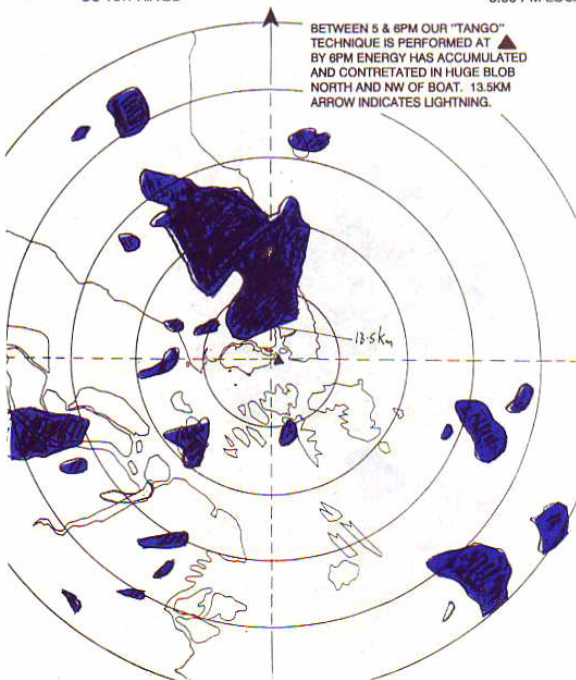 BETWEEN 5 & 6PM OUR "TANGO"
TECHNIQUE IS PERFORMED AT
BY 6PM ENERGY HAS ACCUMULATED
AND CONTRETATED IN HUGE BLOB
NORTH AND NW OF BOAT. 13.5KM
ARROW INDICATES LIGHTNING.
13.5Km